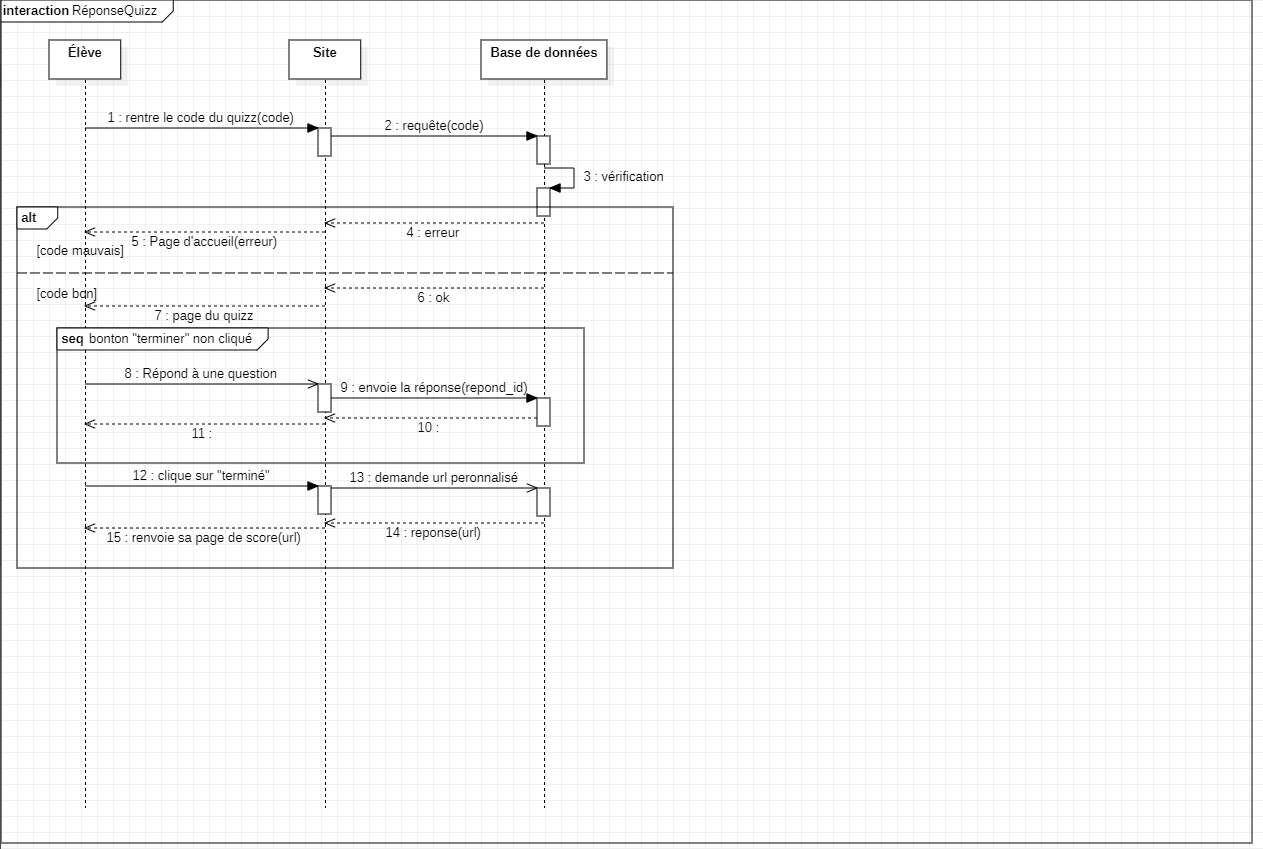 interaction RéponseQuizz
Élève
Site
Base de données
1 : rentre le code du quizz(code)
2 : requête(code)
3 : vérification
alt
4 : erreur
5 : Page d'accueil(erreur)
[code mauvais]
[code bon]
6 : ok
7 : page du quizz
seq bonton "terminer" non cliqué
8 : Répond à une question
9 : envoie la réponse(repond_id)
10 :
11 :
12 : clique sur "terminé"
13 : demande url peronnalisé
14 : reponse(url)
15 : renvoie sa page de score(url)